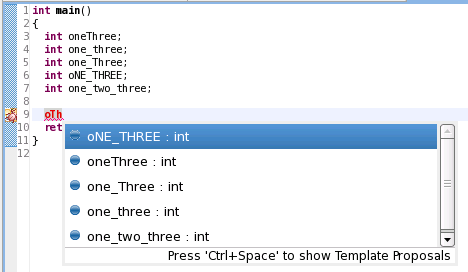 1 int main()
2 {
3 int oneThree;
4 int one_three;
5 int one_Three;
6 int oNE_THREE;
7 int one_two_three;
8
9 oTh
10 ret
11 }
12
oNE_THREE : int
oneThree : int
one_Three : int
one_three : int
one_two_three : int
Press 'Ctrl+Space' to show Template Proposals